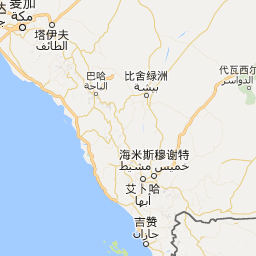 麦加
مكة
塔伊夫
الطائف
巴哈
الباحة
比舍绿洲
بيشة
代瓦西尔
الدواسر
海米斯穆谢特
خميس مشيط
艾卜哈
أبها
吉赞
جازان